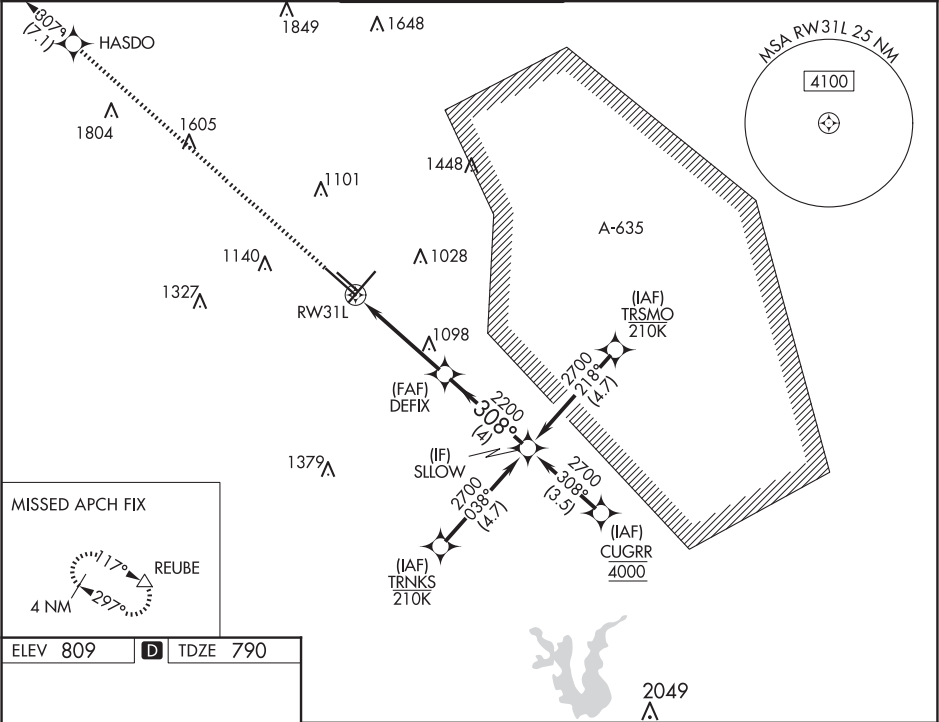 307°
(7.1)
HASDO
1849
1648
MSA RW31L 25 NM
4100
1804
1605
1448
1101
A-635
1140
1028
1327
RW31L
(IAF)
TRSMO
210K
1098
2700
218°
(4.7)
(FAF)
DEFIX
2200
308°
(4)
(IF)
SLLOW
1379
2700
308°
(3.5)
2700
038°
(4.7)
(IAF)
CUGRR
4000
(IAF)
TRNKS
210K
MISSED APCH FIX
117°
REUBE
4 NM
297°
ELEV 809
D
TDZE 790
2049